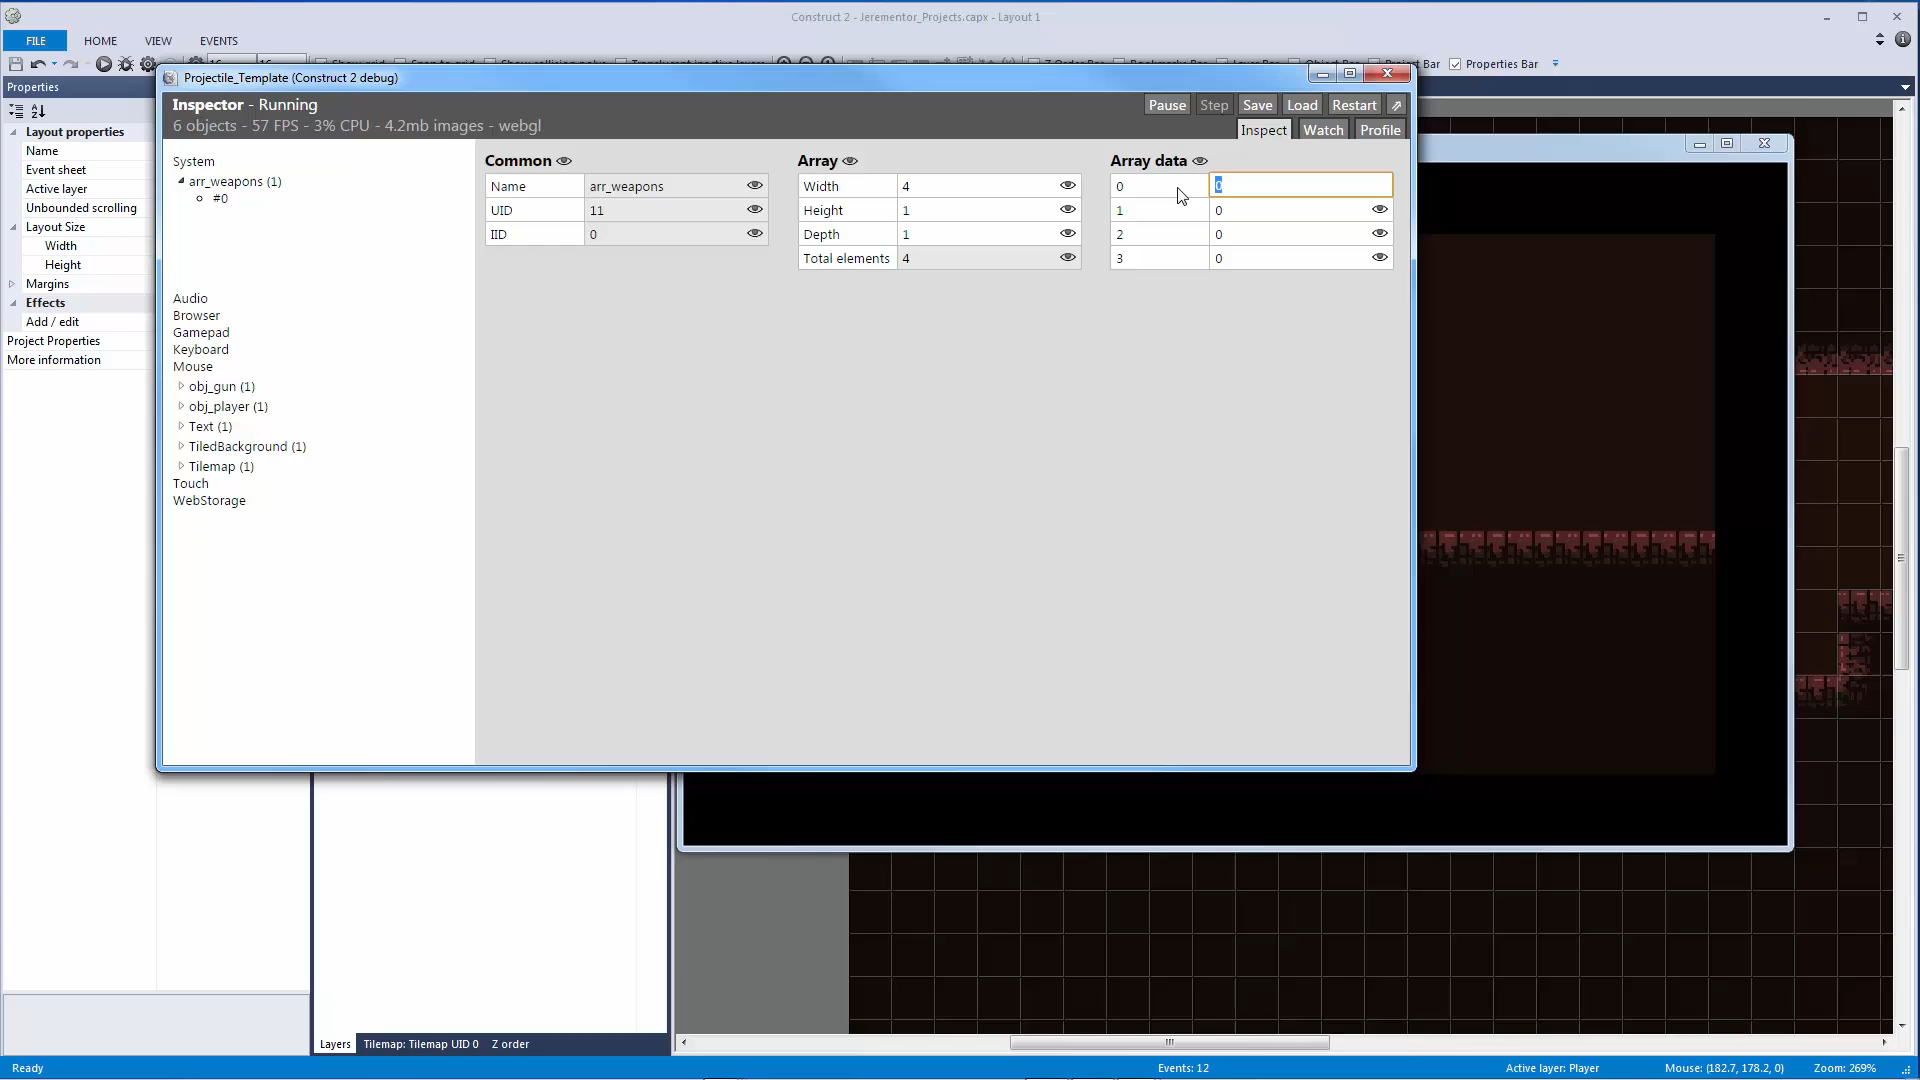 Construct 2 - Jerementor_Projects.capx - Layout 1
FILE
HOME
VIEW
EVENTS
Bar
Properties Bar
Properties
Projectile_Template (Construct 2 debug)
Inspector - Running
Pause
Step
Save
Load
Restart
6 objects - 57 FPS - 3% CPU - 4.2mb images - webgl
Inspect
Watch
Profile
Layout properties
Name
Event sheet
Active layer
Unbounded scrolling
Layout Size
Width
Height
Margins
Effects
Add / edit
Project Properties
More information
System
arr_weapons (1)
#0
Audio
Browser
Gamepad
Keyboard
Mouse
obj_gun (1)
obj_player (1)
Text (1)
TiledBackground (1)
Tilemap (1)
Touch
WebStorage
Common
Name arr_weapons
UID 11
IID 0
Array
Width 4
Height 1
Depth 1
Total elements 4
Array data
0 0
1 0
2 0
3 0
Layers
Tilemap: Tilemap UID 0
Z order
Ready
Events: 12
Active layer: Player
Mouse: (182.7, 178.2, 0)
Zoom: 269%